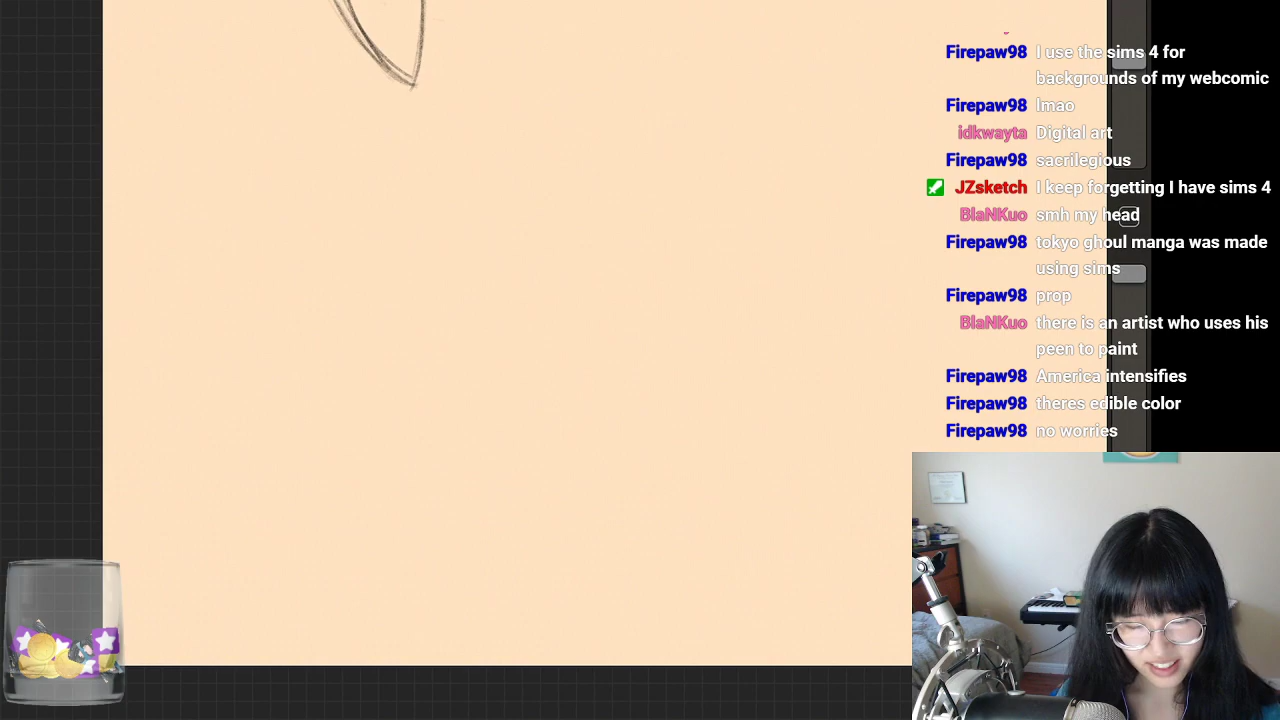 Firepaw98 I use the sims 4 for
backgrounds of my webcomic
Firepaw98 lmao
idkwayta Digital art
Firepaw98 sacrilegious
JZsketch I keep forgetting I have sims 4
BlaNKuo smh my head
Firepaw98 tokyo ghoul manga was made
using sims
Firepaw98 prop
BlaNKuo there is an artist who uses his
peen to paint
Firepaw98 America intensifies
Firepaw98 theres edible color
Firepaw98 no worries